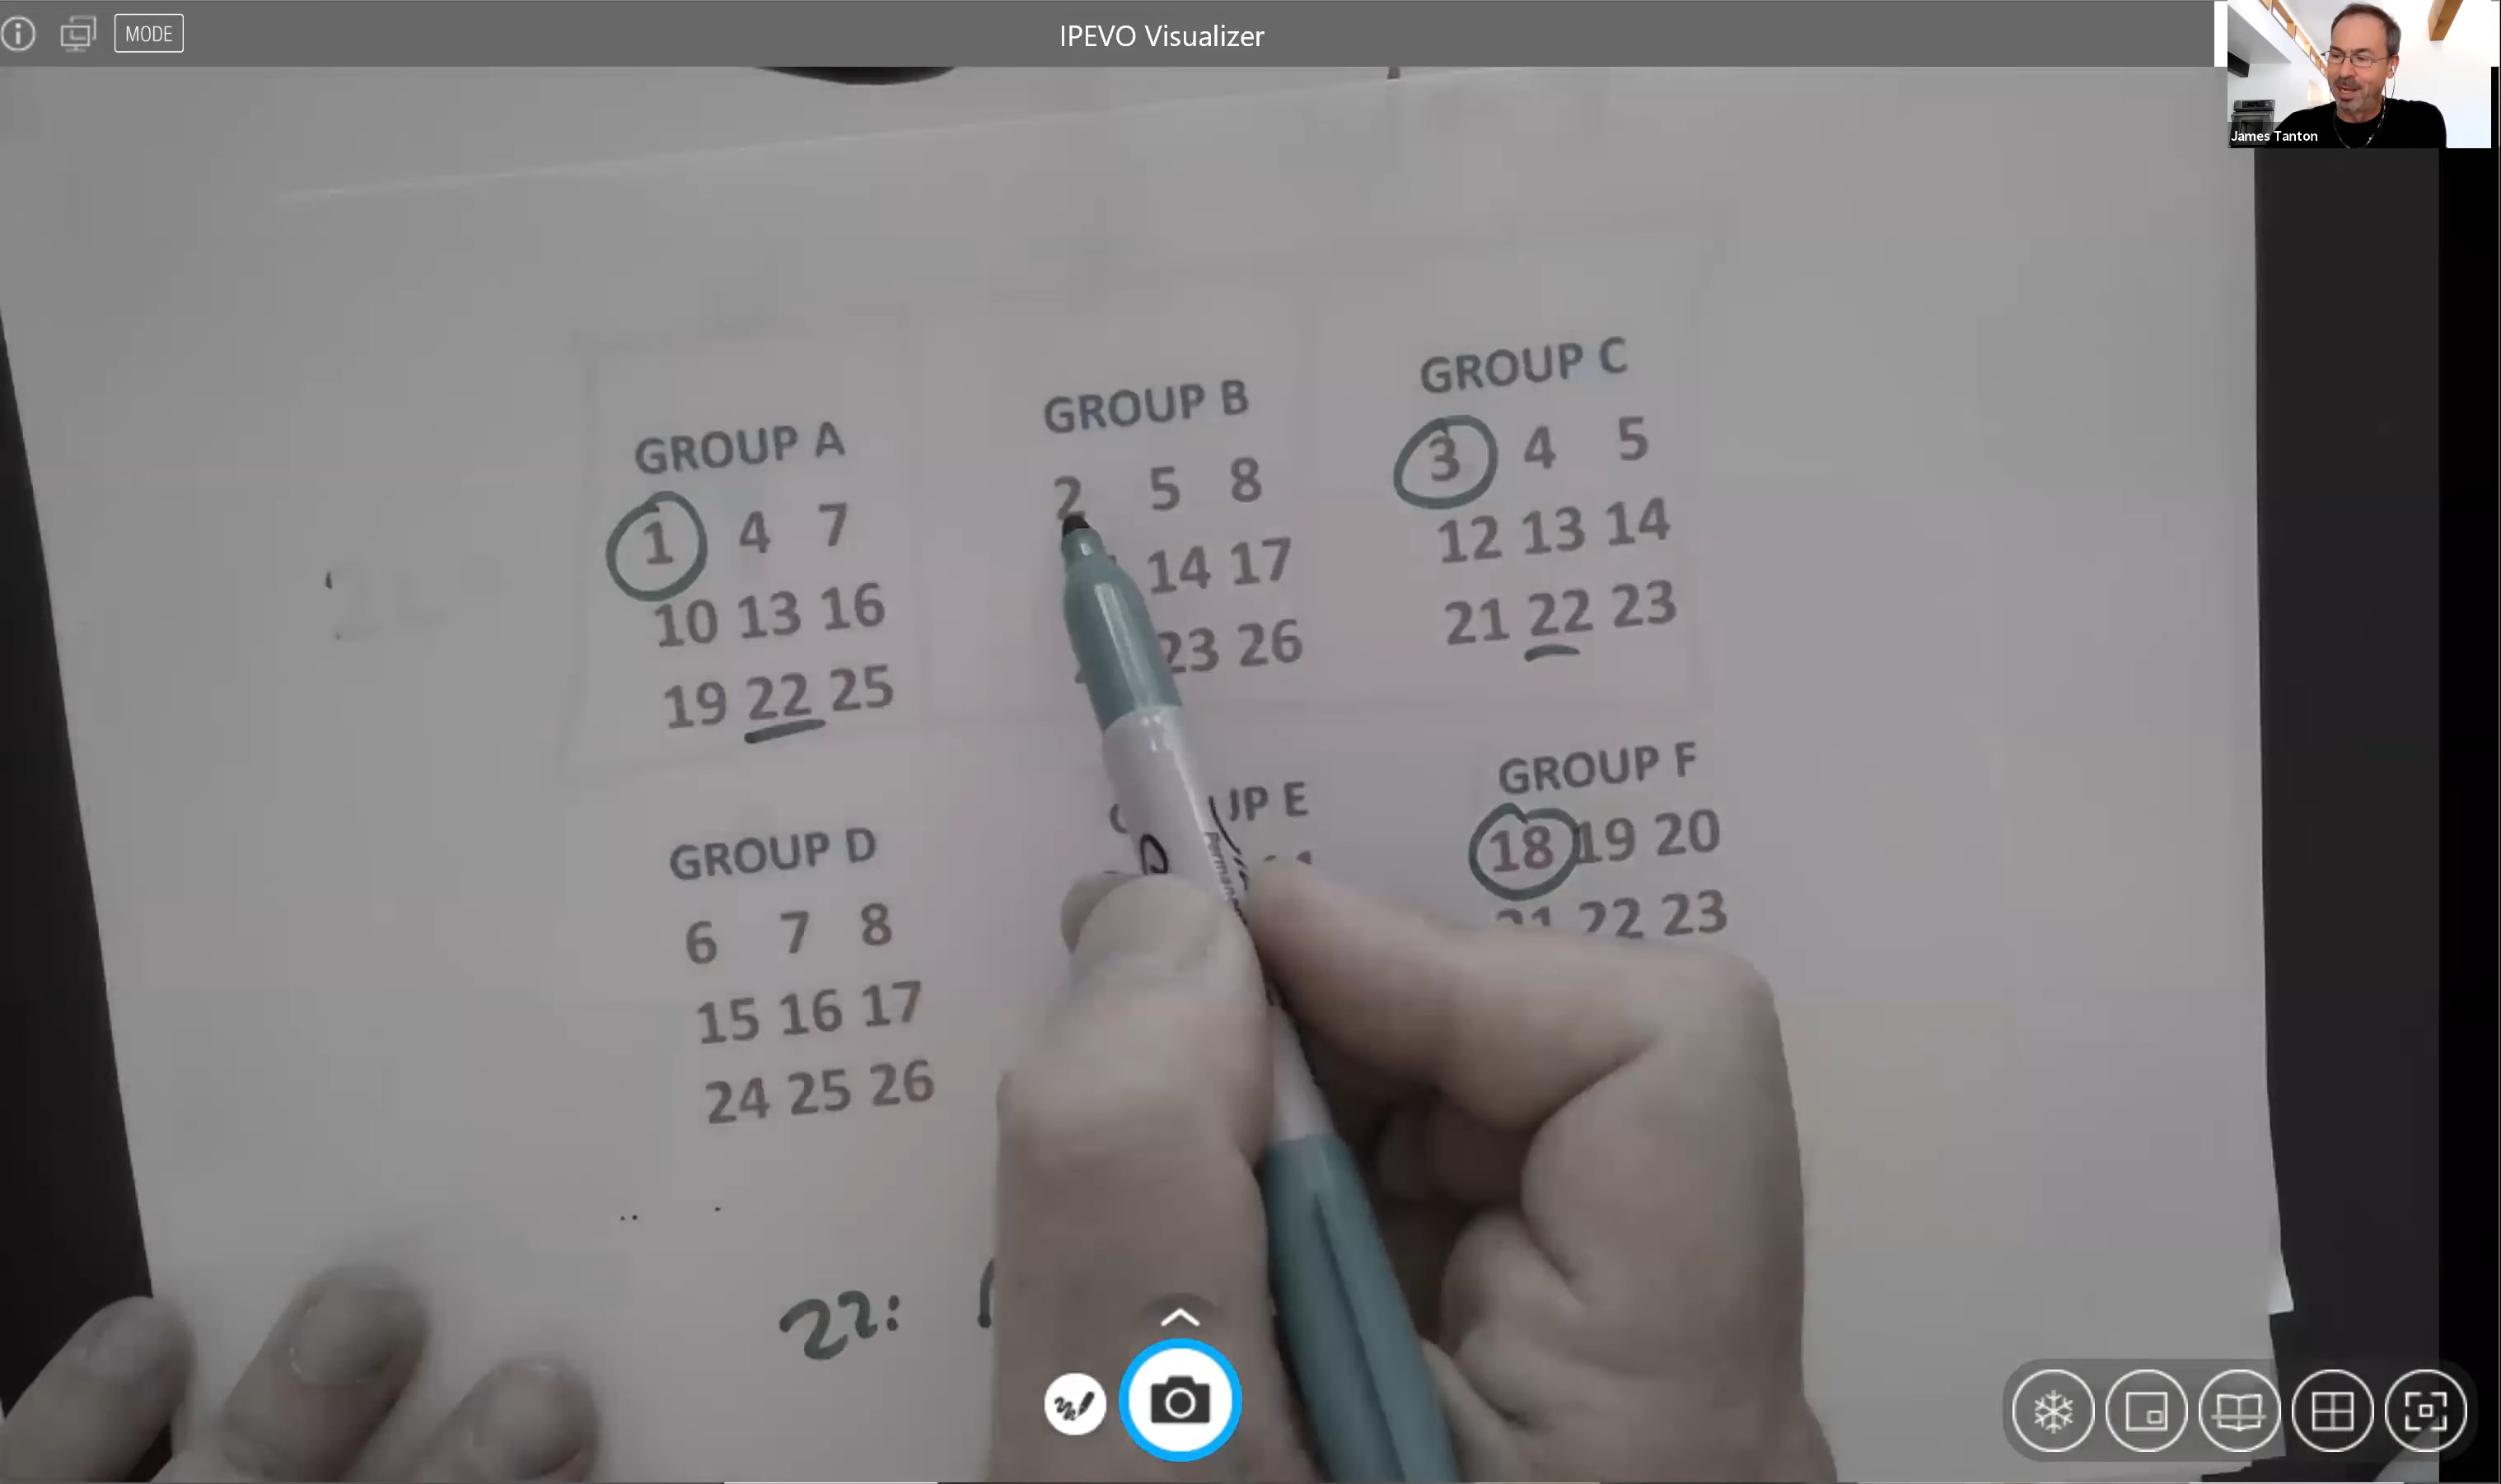 MODE
IPEVO Visualizer
James Tanton
GROUP A
1 4 7
10 13 16
19 22 25
GROUP B
2 5 8
14 17
23 26
GROUP C
3 4 5
12 13 14
21 22 23
GROUP D
6 7 8
15 16 17
24 25 26
UP E
GROUP F
18 19 20
21 22 23
22: